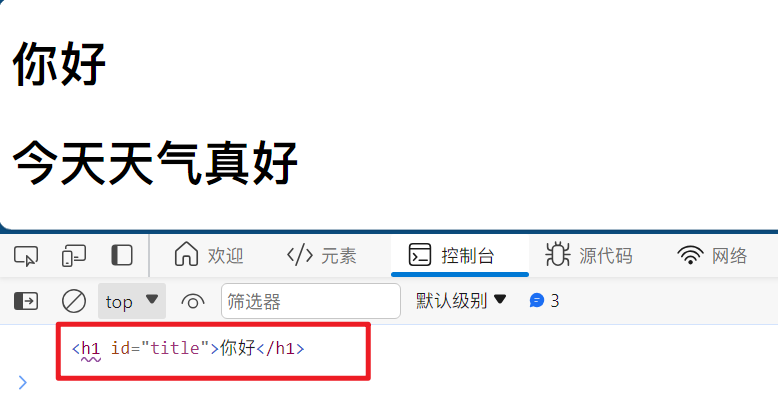 你好
今天天气真好
欢迎 元素 控制台 源代码 网络
top 筛选器 默认级别 3
<h1 id="title">你好</h1>